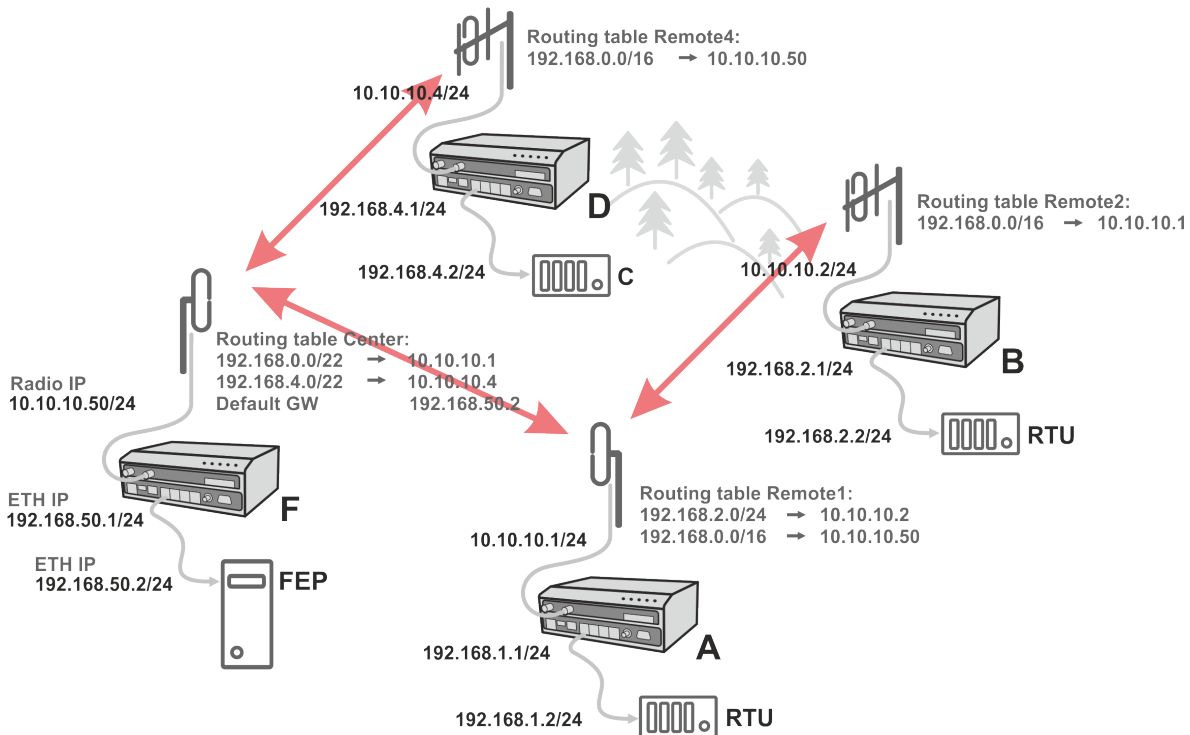 Routing table Remote4:
192.168.0.0/16 → 10.10.10.50
10.10.10.4/24
D
192.168.4.1/24
192.168.4.2/24
C
Routing table Remote2:
192.168.0.0/16 → 10.10.10.1
10.10.10.2/24
B
192.168.2.1/24
192.168.2.2/24
RTU
Routing table Center:
192.168.0.0/22 → 10.10.10.1
192.168.4.0/22 → 10.10.10.4
Default GW 192.168.50.2
Radio IP
10.10.10.50/24
F
ETH IP
192.168.50.1/24
ETH IP
192.168.50.2/24
FEP
Routing table Remote1:
192.168.2.0/24 → 10.10.10.2
192.168.0.0/16 → 10.10.10.50
10.10.10.1/24
A
192.168.1.1/24
192.168.1.2/24
RTU